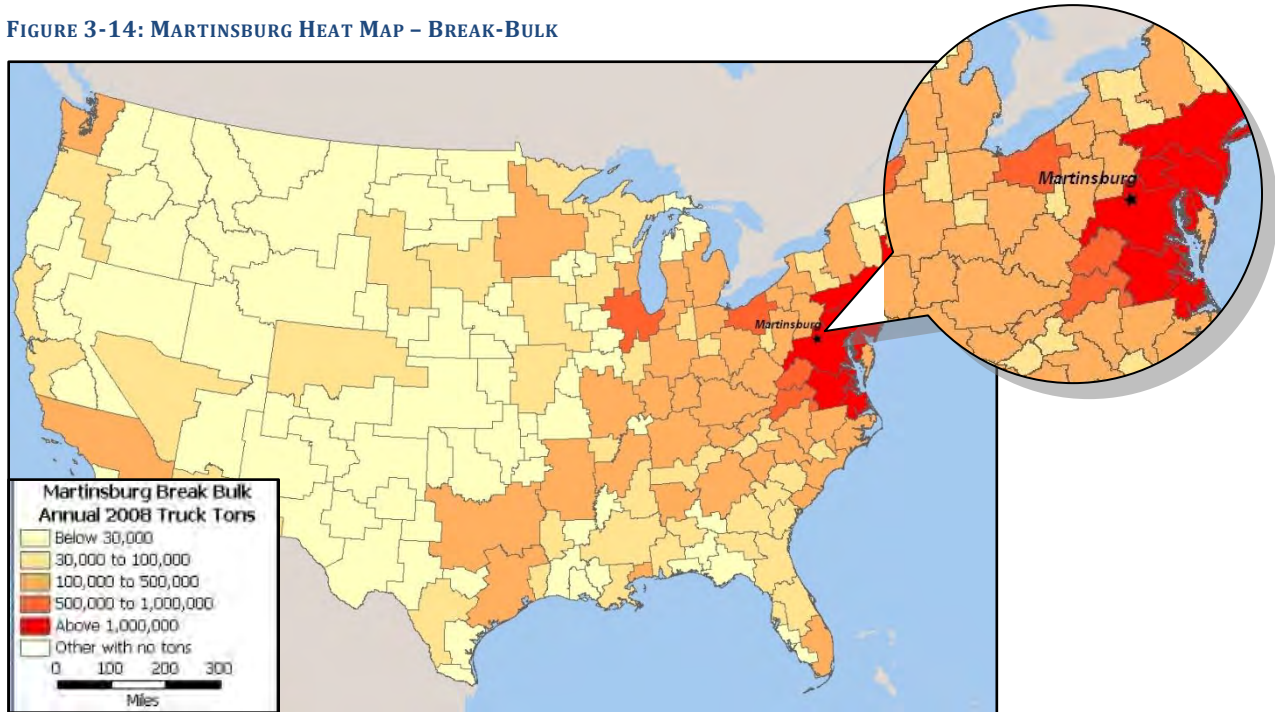 FIGURE 3-14: MARTINSBURG HEAT MAP – BREAK-BULK
Martinsburg
Martinsburg
Martinsburg Break Bulk
Annual 2008 Truck Tons
Below 30,000
30,000 to 100,000
100,000 to 500,000
500,000 to 1,000,000
Above 1,000,000
Other with no tons
0 100 200 300
Miles